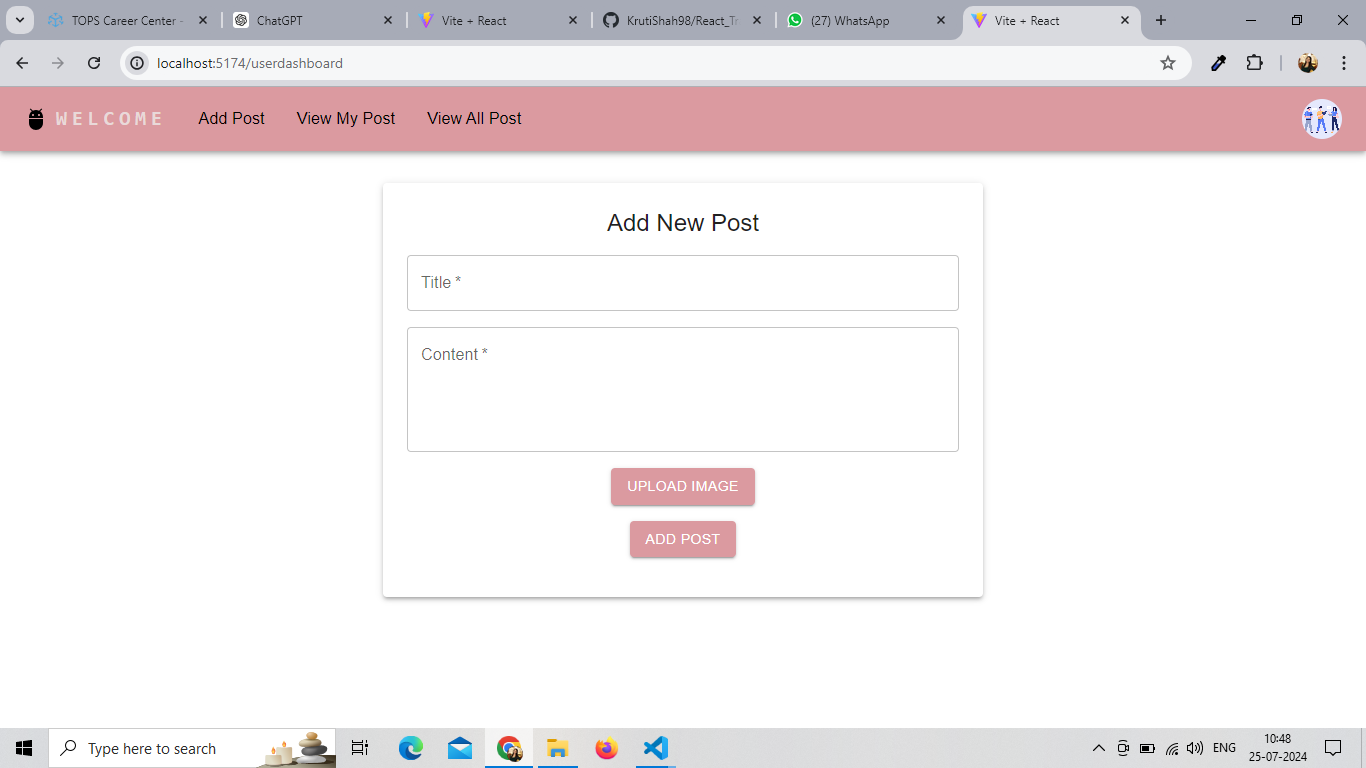 TOPS Career Center -
ChatGPT
Vite + React
KrutiShah98/React_Tr
(27) WhatsApp
Vite + React
localhost:5174/userdashboard
WELCOME
Add Post
View My Post
View All Post
Add New Post
Title *
Content *
UPLOAD IMAGE
ADD POST
Type here to search
ENG
10:48
25-07-2024